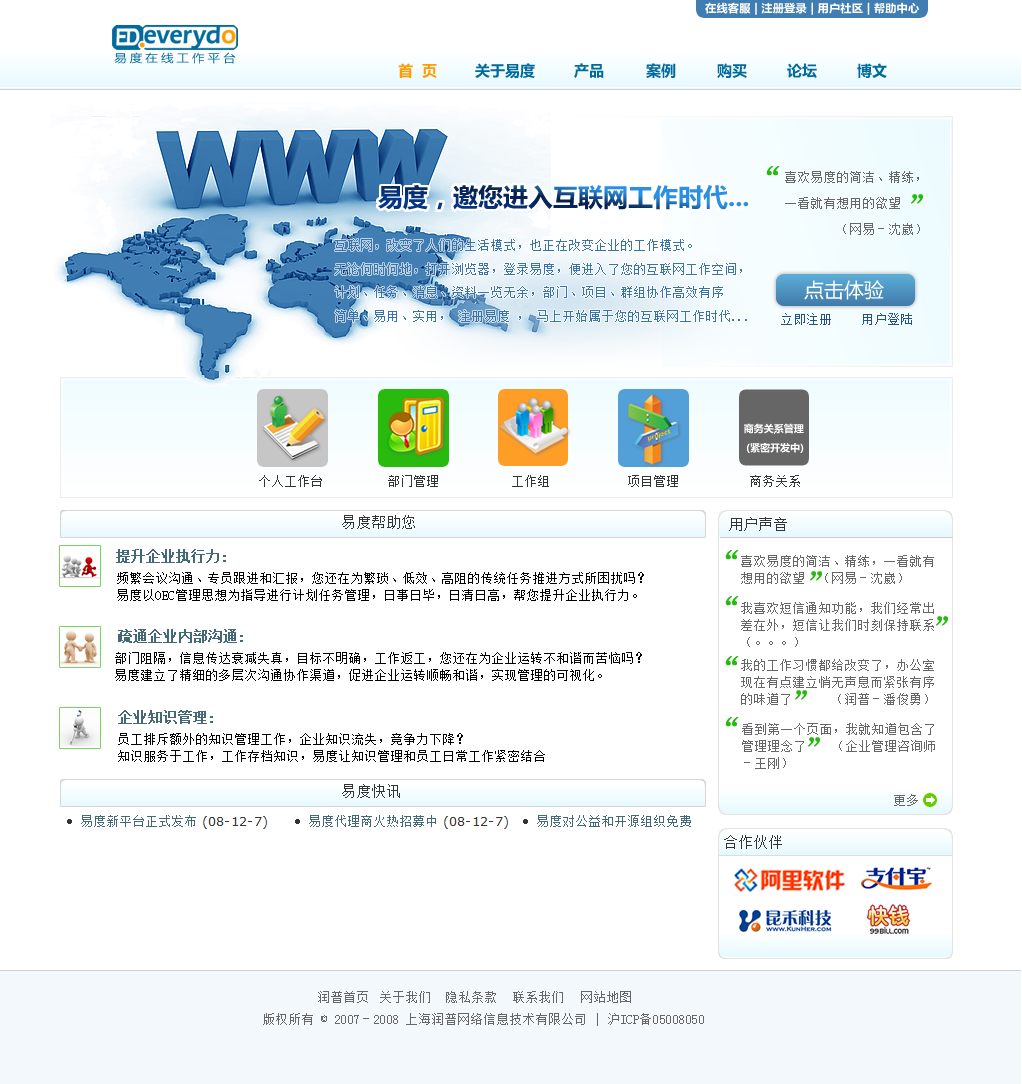 在线客服 | 注册登录 | 用户社区 | 帮助中心
EDeverydo
易度在线工作平台
首 页 关于易度 产品 案例 购买 论坛 博文
WWW
易度，邀您进入互联网工作时代...
互联网，改变了人们的生活模式，也正在改变企业的工作模式。
无论何时何地，打开浏览器，登录易度，便进入了您的互联网工作空间，
计划、任务、消息、资料一览无余，部门、项目、群组协作高效有序
简单、易用、实用， 注册易度 ， 马上开始属于您的互联网工作时代...
“ 喜欢易度的简洁、精练，
一看就有想用的欲望 ”
（网易－沈崴）
点击体验
立即注册 用户登陆
商务关系管理
(紧密开发中)
个人工作台 部门管理 工作组 项目管理 商务关系
易度帮助您
提升企业执行力：
频繁会议沟通、专员跟进和汇报，您还在为繁琐、低效、高阻的传统任务推进方式所困扰吗？
易度以OEC管理思想为指导进行计划任务管理，日事日毕，日清日高，帮您提升企业执行力。
疏通企业内部沟通：
部门阻隔，信息传达衰减失真，目标不明确，工作返工，您还在为企业运转不和谐而苦恼吗？
易度建立了精细的多层次沟通协作渠道，促进企业运转顺畅和谐，实现管理的可视化。
企业知识管理：
员工排斥额外的知识管理工作，企业知识流失，竞争力下降？
知识服务于工作，工作存档知识，易度让知识管理和员工日常工作紧密结合
易度快讯
• 易度新平台正式发布 (08-12-7) • 易度代理商火热招募中 (08-12-7) • 易度对公益和开源组织免费
用户声音
“ 喜欢易度的简洁、精练，一看就有
想用的欲望 ”（网易－沈崴）
“ 我喜欢短信通知功能，我们经常出
差在外，短信让我们时刻保持联系 ”
（。。。）
“ 我的工作习惯都给改变了，办公室
现在有点建立悄无声息而紧张有序
的味道了 ” （润普－潘俊勇）
“ 看到第一个页面，我就知道包含了
管理理念了 ” （企业管理咨询师
－王刚）
更多
合作伙伴
阿里软件 支付宝
昆禾科技 www.KunHer.com
快钱 99Bill.com
润普首页 关于我们 隐私条款 联系我们 网站地图
版权所有 © 2007－2008 上海润普网络信息技术有限公司 | 沪ICP备05008050